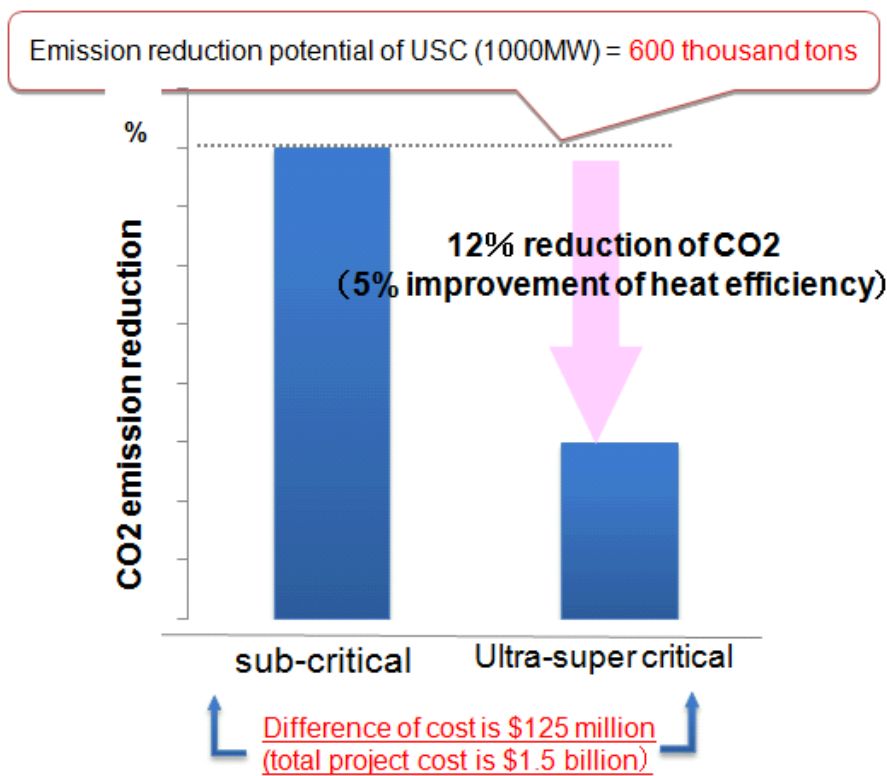 Emission reduction potential of USC (1000MW) = 600 thousand tons
%
12% reduction of CO2
（5% improvement of heat efficiency）
CO2 emission reduction
sub-critical
Ultra-super critical
Difference of cost is $125 million
(total project cost is $1.5 billion）